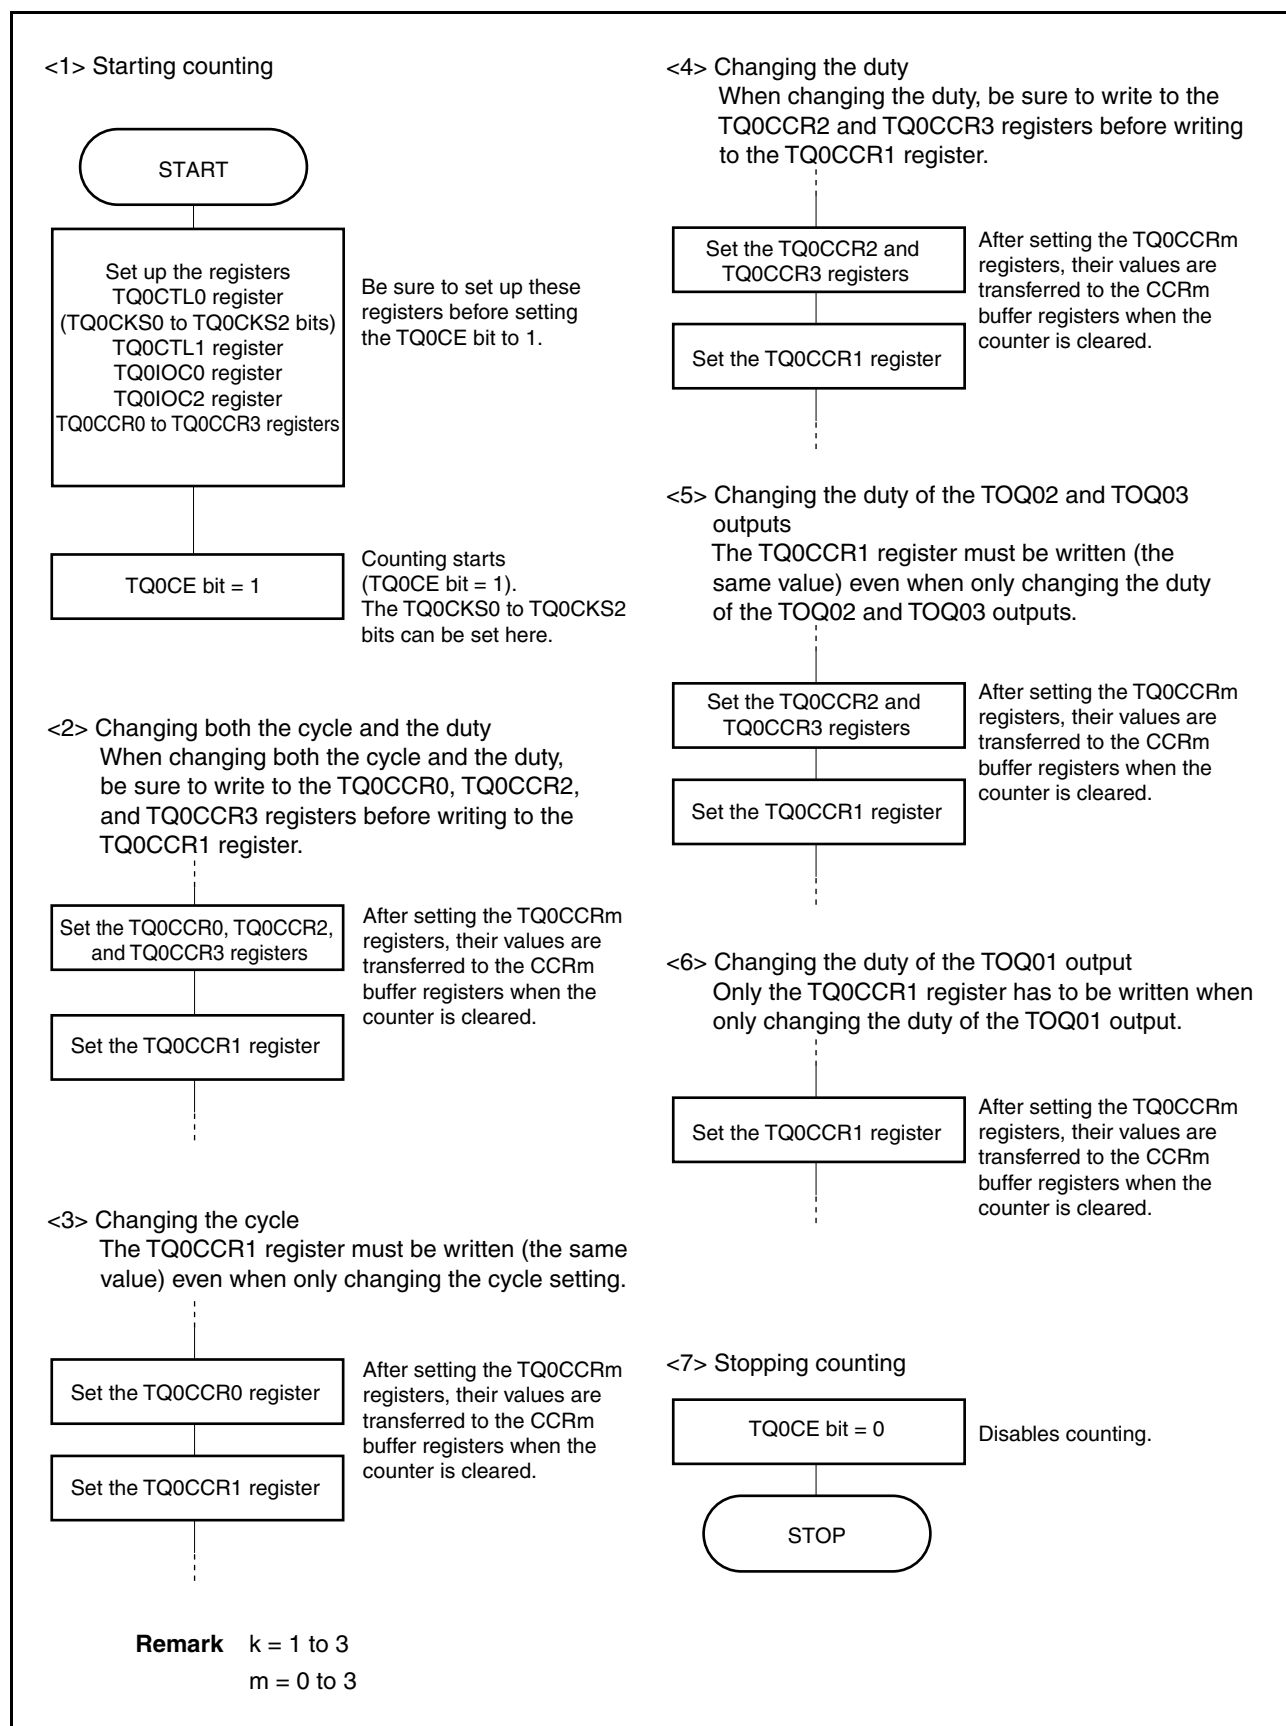 <1> Starting counting
START
Set up the registers
TQ0CTL0 register
(TQ0CKS0 to TQ0CKS2 bits)
TQ0CTL1 register
TQ0IOC0 register
TQ0IOC2 register
TQ0CCR0 to TQ0CCR3 registers
Be sure to set up these
registers before setting
the TQ0CE bit to 1.
TQ0CE bit = 1
Counting starts
(TQ0CE bit = 1).
The TQ0CKS0 to TQ0CKS2
bits can be set here.
<2> Changing both the cycle and the duty
When changing both the cycle and the duty,
be sure to write to the TQ0CCR0, TQ0CCR2,
and TQ0CCR3 registers before writing to the
TQ0CCR1 register.
Set the TQ0CCR0, TQ0CCR2,
and TQ0CCR3 registers
After setting the TQ0CCRm
registers, their values are
transferred to the CCRm
buffer registers when the
counter is cleared.
Set the TQ0CCR1 register
<3> Changing the cycle
The TQ0CCR1 register must be written (the same
value) even when only changing the cycle setting.
Set the TQ0CCR0 register
After setting the TQ0CCRm
registers, their values are
transferred to the CCRm
buffer registers when the
counter is cleared.
Set the TQ0CCR1 register
Remark k = 1 to 3
m = 0 to 3
<4> Changing the duty
When changing the duty, be sure to write to the
TQ0CCR2 and TQ0CCR3 registers before writing
to the TQ0CCR1 register.
Set the TQ0CCR2 and
TQ0CCR3 registers
After setting the TQ0CCRm
registers, their values are
transferred to the CCRm
buffer registers when the
counter is cleared.
Set the TQ0CCR1 register
<5> Changing the duty of the TOQ02 and TOQ03
outputs
The TQ0CCR1 register must be written (the
same value) even when only changing the duty
of the TOQ02 and TOQ03 outputs.
Set the TQ0CCR2 and
TQ0CCR3 registers
After setting the TQ0CCRm
registers, their values are
transferred to the CCRm
buffer registers when the
counter is cleared.
Set the TQ0CCR1 register
<6> Changing the duty of the TOQ01 output
Only the TQ0CCR1 register has to be written when
only changing the duty of the TOQ01 output.
Set the TQ0CCR1 register
After setting the TQ0CCRm
registers, their values are
transferred to the CCRm
buffer registers when the
counter is cleared.
<7> Stopping counting
TQ0CE bit = 0
Disables counting.
STOP